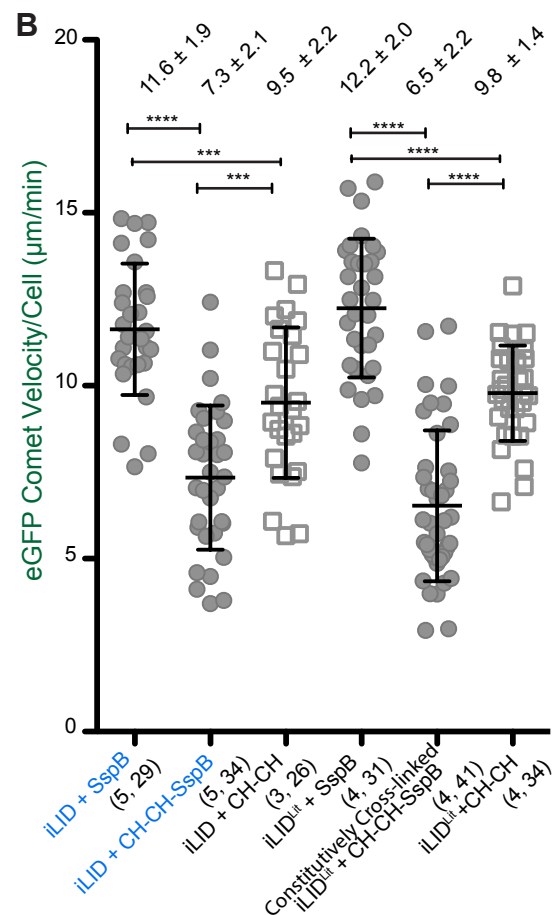 B
11.6 ± 1.9
7.3 ± 2.1
9.5 ± 2.2
12.2 ± 2.0
6.5 ± 2.2
9.8 ± 1.4
****
***
***
****
****
****
eGFP Comet Velocity/Cell (µm/min)
20
15
10
5
0
iLID + SspB
(5, 29)
iLID + CH-CH-SspB
(5, 34)
iLID + CH-CH
(3, 26)
iLIDLit + SspB
(4, 31)
Constitutively Cross-linked
iLIDLit + CH-CH-SspB
(4, 41)
iLIDLit +CH-CH
(4, 34)